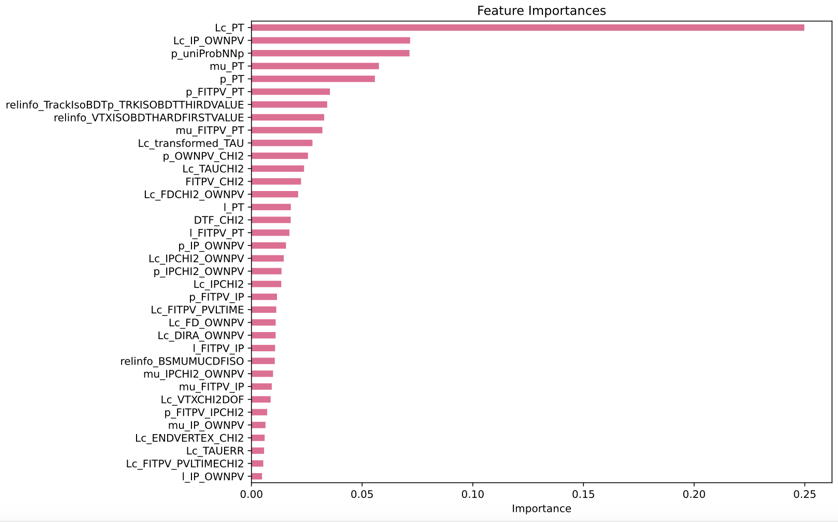 Feature Importances
Lc_PT
Lc_IP_OWNPV
p_uniProbNNp
mu_PT
p_PT
p_FITPV_PT
relinfo_TrackIsoBDTp_TRKISOBDTTHIRDVALUE
relinfo_VTXISOBDTHARDFIRSTVALUE
mu_FITPV_PT
Lc_transformed_TAU
p_OWNPV_CHI2
Lc_TAUCHI2
FITPV_CHI2
Lc_FDCHI2_OWNPV
l_PT
DTF_CHI2
l_FITPV_PT
p_IP_OWNPV
Lc_IPCHI2_OWNPV
p_IPCHI2_OWNPV
Lc_IPCHI2
p_FITPV_IP
Lc_FITPV_PVLTIME
Lc_FD_OWNPV
Lc_DIRA_OWNPV
l_FITPV_IP
relinfo_BSMUMUCDFISO
mu_IPCHI2_OWNPV
mu_FITPV_IP
Lc_VTXCHI2DOF
p_FITPV_IPCHI2
mu_IP_OWNPV
Lc_ENDVERTEX_CHI2
Lc_TAUERR
Lc_FITPV_PVLTIMECHI2
l_IP_OWNPV
0.00 0.05 0.10 0.15 0.20 0.25
Importance